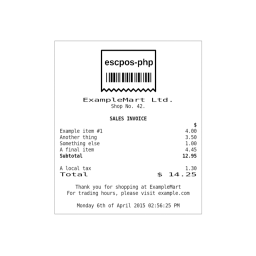 escpos-php
ExampleMart Ltd.
Shop No. 42.
SALES INVOICE
$
Example item #1 4.00
Another thing 3.50
Something else 1.00
A final item 4.45
Subtotal 12.95
A local tax 1.30
Total $ 14.25
Thank you for shopping at ExampleMart
For trading hours, please visit example.com
Monday 6th of April 2015 02:56:25 PM